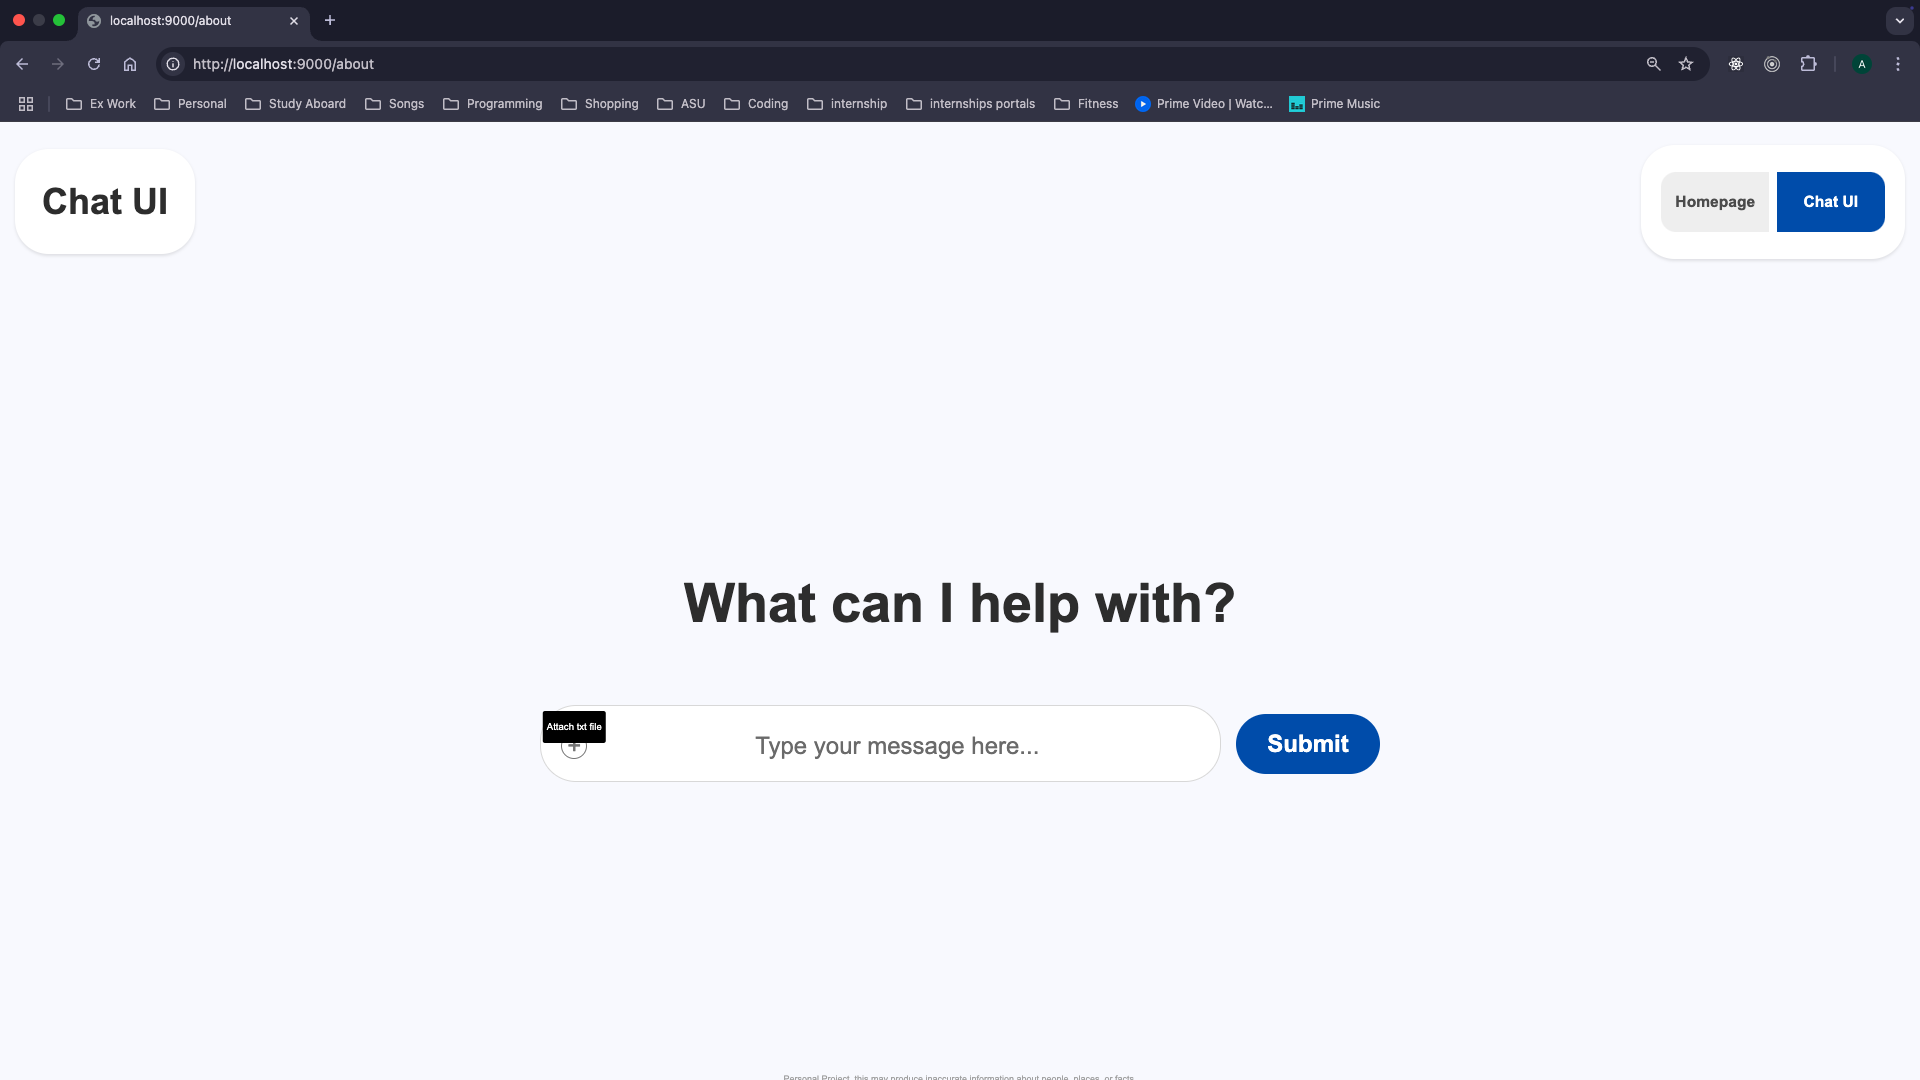 localhost:9000/about
http://localhost:9000/about
A
Ex Work Personal Study Aboard Songs Programming Shopping ASU Coding internship internships portals Fitness Prime Video | Watc... Prime Music
Chat UI
Homepage Chat UI
What can I help with?
Attach txt file
Type your message here...
Submit
Personal Project, this may produce inaccurate information about people, places, or facts